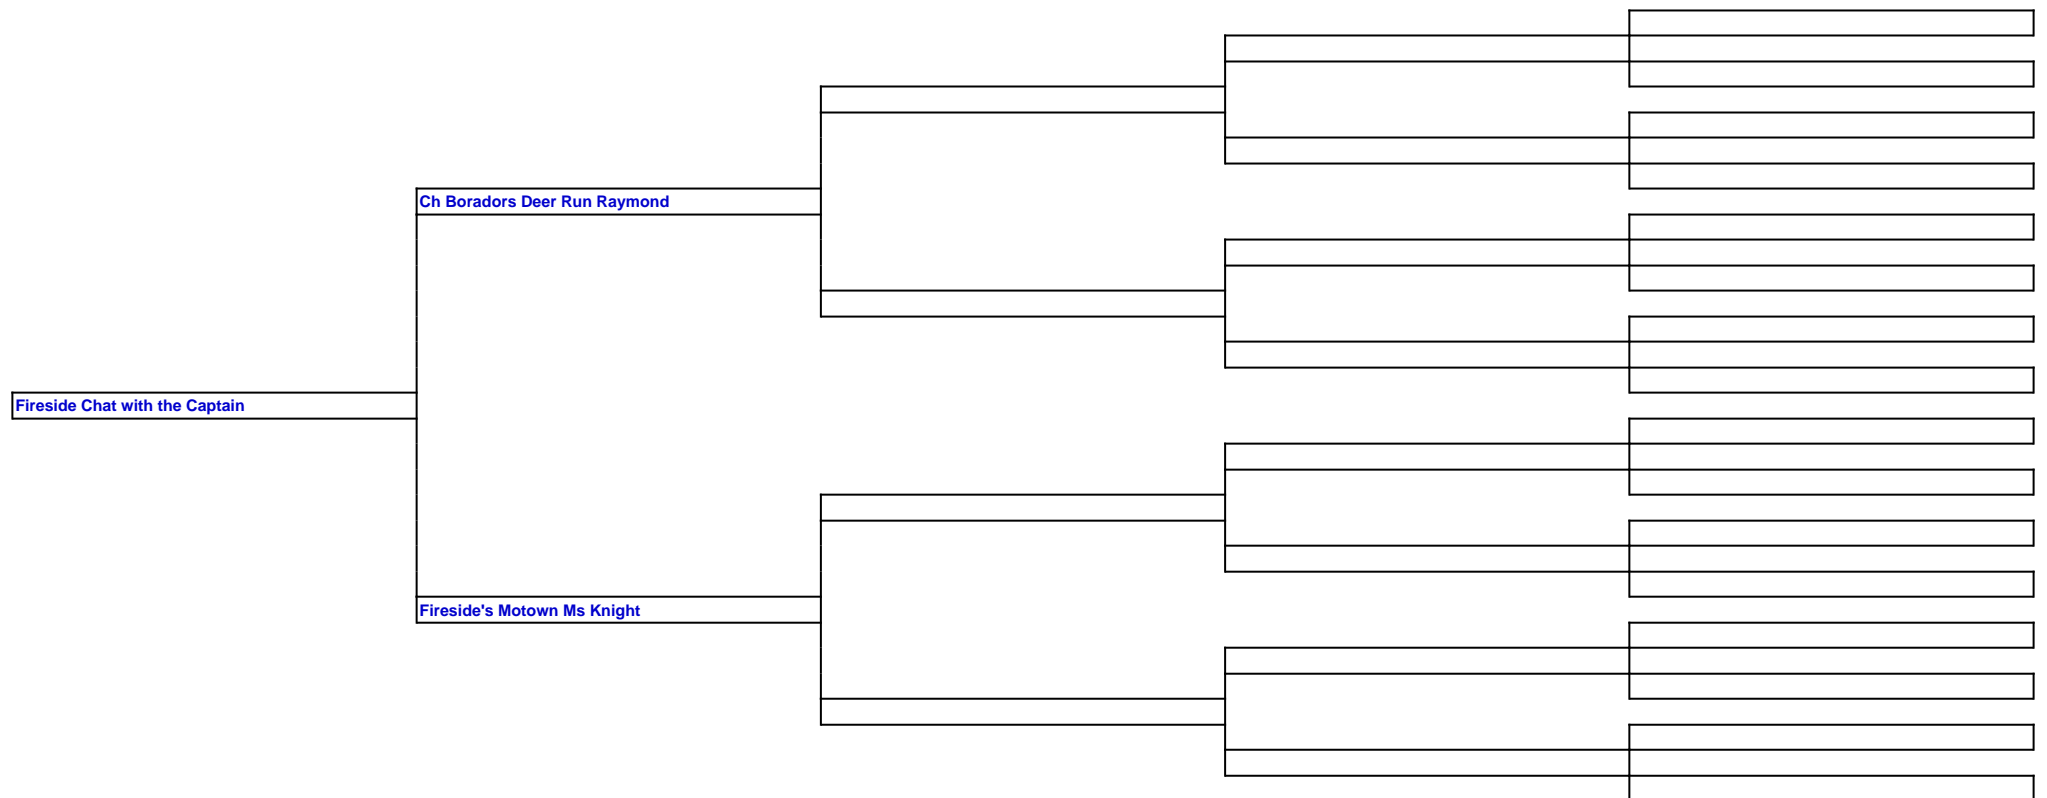 Ch Boradors Deer Run Raymond
Fireside Chat with the Captain
Fireside's Motown Ms Knight